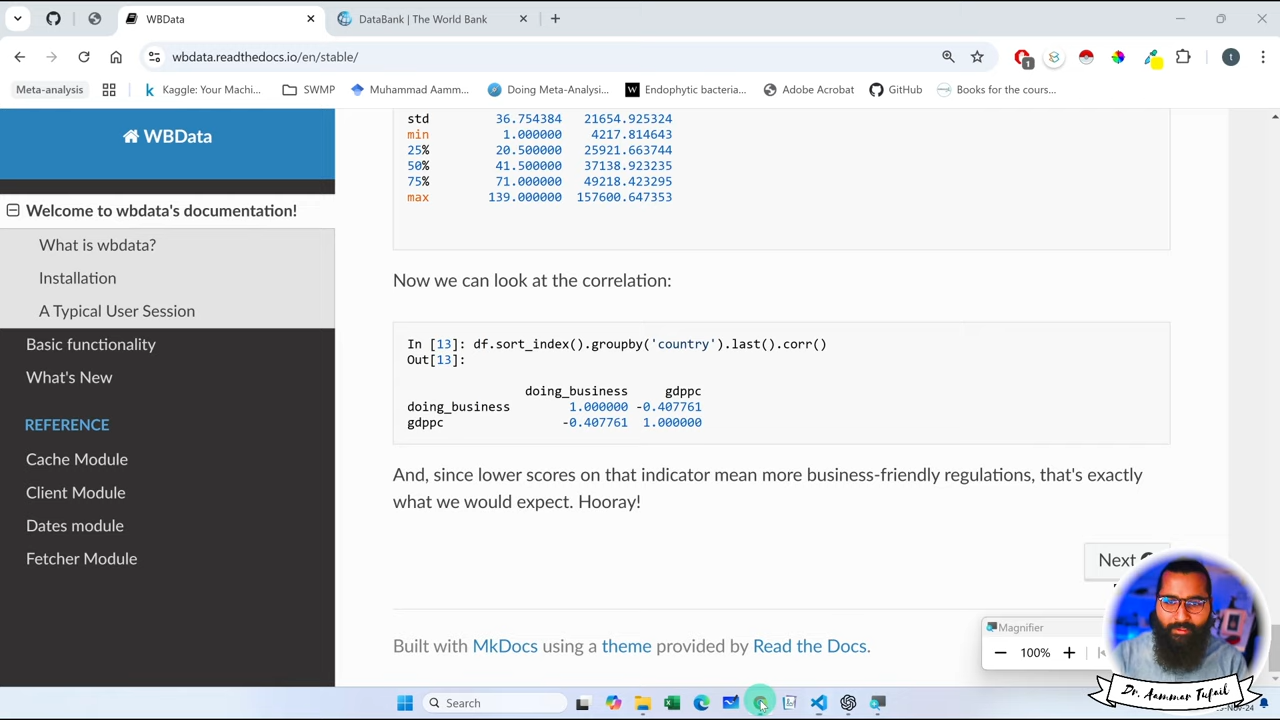 WBData
DataBank | The World Bank
wbdata.readthedocs.io/en/stable/
1
t
Meta-analysis
Kaggle: Your Machi...
SWMP
Muhammad Aamm...
Doing Meta-Analysi...
W
Endophytic bacteria...
Adobe Acrobat
GitHub
Books for the cours...
WBData
Welcome to wbdata's documentation!
What is wbdata?
Installation
A Typical User Session
Basic functionality
What's New
REFERENCE
Cache Module
Client Module
Dates module
Fetcher Module
std 36.754384 21654.925324
min 1.000000 4217.814643
25% 20.500000 25921.663744
50% 41.500000 37138.923235
75% 71.000000 49218.423295
max 139.000000 157600.647353
Now we can look at the correlation:
In [13]: df.sort_index().groupby('country').last().corr()
Out[13]:
doing_business gdppc
doing_business 1.000000 -0.407761
gdppc -0.407761 1.000000
And, since lower scores on that indicator mean more business-friendly regulations, that's exactly
what we would expect. Hooray!
Next
Built with MkDocs using a theme provided by Read the Docs.
Magnifier
100%
Dr. Aammar Tufail
Search